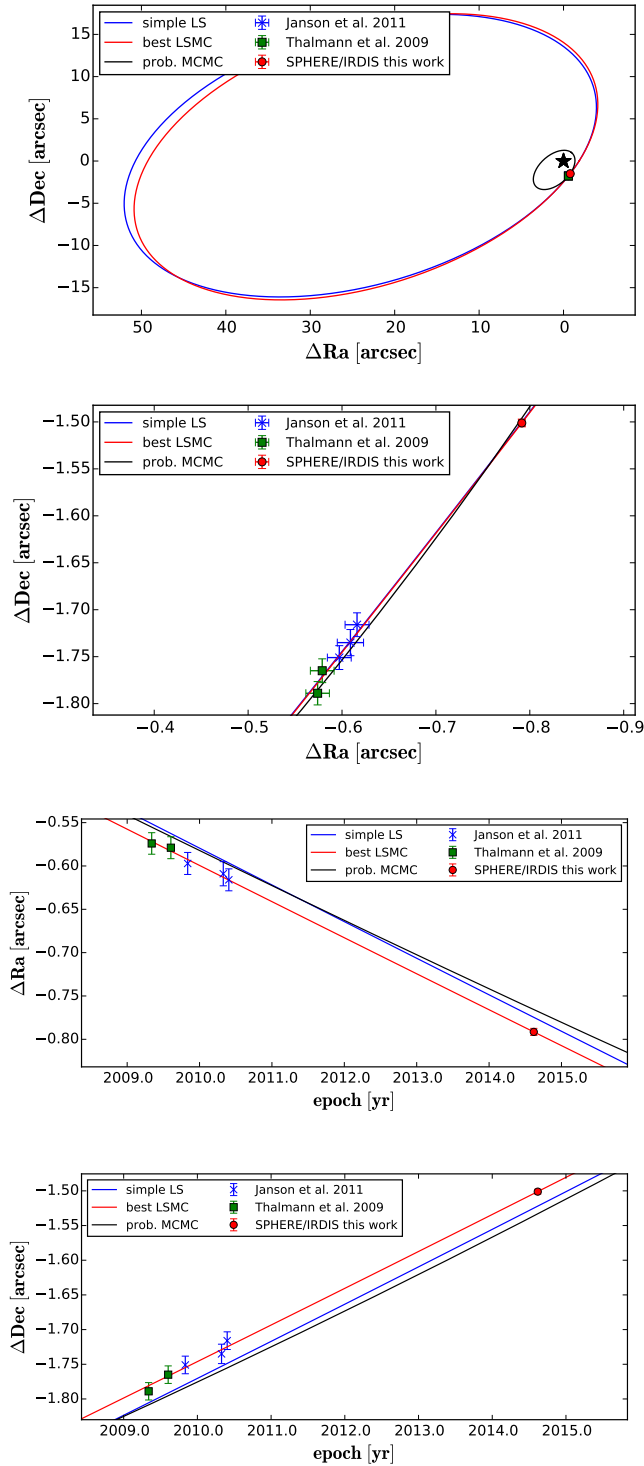 simple LS
best LSMC
prob. MCMC
Janson et al. 2011
Thalmann et al. 2009
SPHERE/IRDIS this work
15
10
5
0
−5
−10
−15
ΔDec [arcsec]
50 40 30 20 10 0
ΔRa [arcsec]
simple LS
best LSMC
prob. MCMC
Janson et al. 2011
Thalmann et al. 2009
SPHERE/IRDIS this work
−1.50
−1.55
−1.60
−1.65
−1.70
−1.75
−1.80
ΔDec [arcsec]
−0.4 −0.5 −0.6 −0.7 −0.8 −0.9
ΔRa [arcsec]
simple LS
best LSMC
prob. MCMC
Janson et al. 2011
Thalmann et al. 2009
SPHERE/IRDIS this work
−0.55
−0.60
−0.65
−0.70
−0.75
−0.80
ΔRa [arcsec]
2009.0 2010.0 2011.0 2012.0 2013.0 2014.0 2015.0
epoch [yr]
simple LS
best LSMC
prob. MCMC
Janson et al. 2011
Thalmann et al. 2009
SPHERE/IRDIS this work
−1.50
−1.55
−1.60
−1.65
−1.70
−1.75
−1.80
ΔDec [arcsec]
2009.0 2010.0 2011.0 2012.0 2013.0 2014.0 2015.0
epoch [yr]